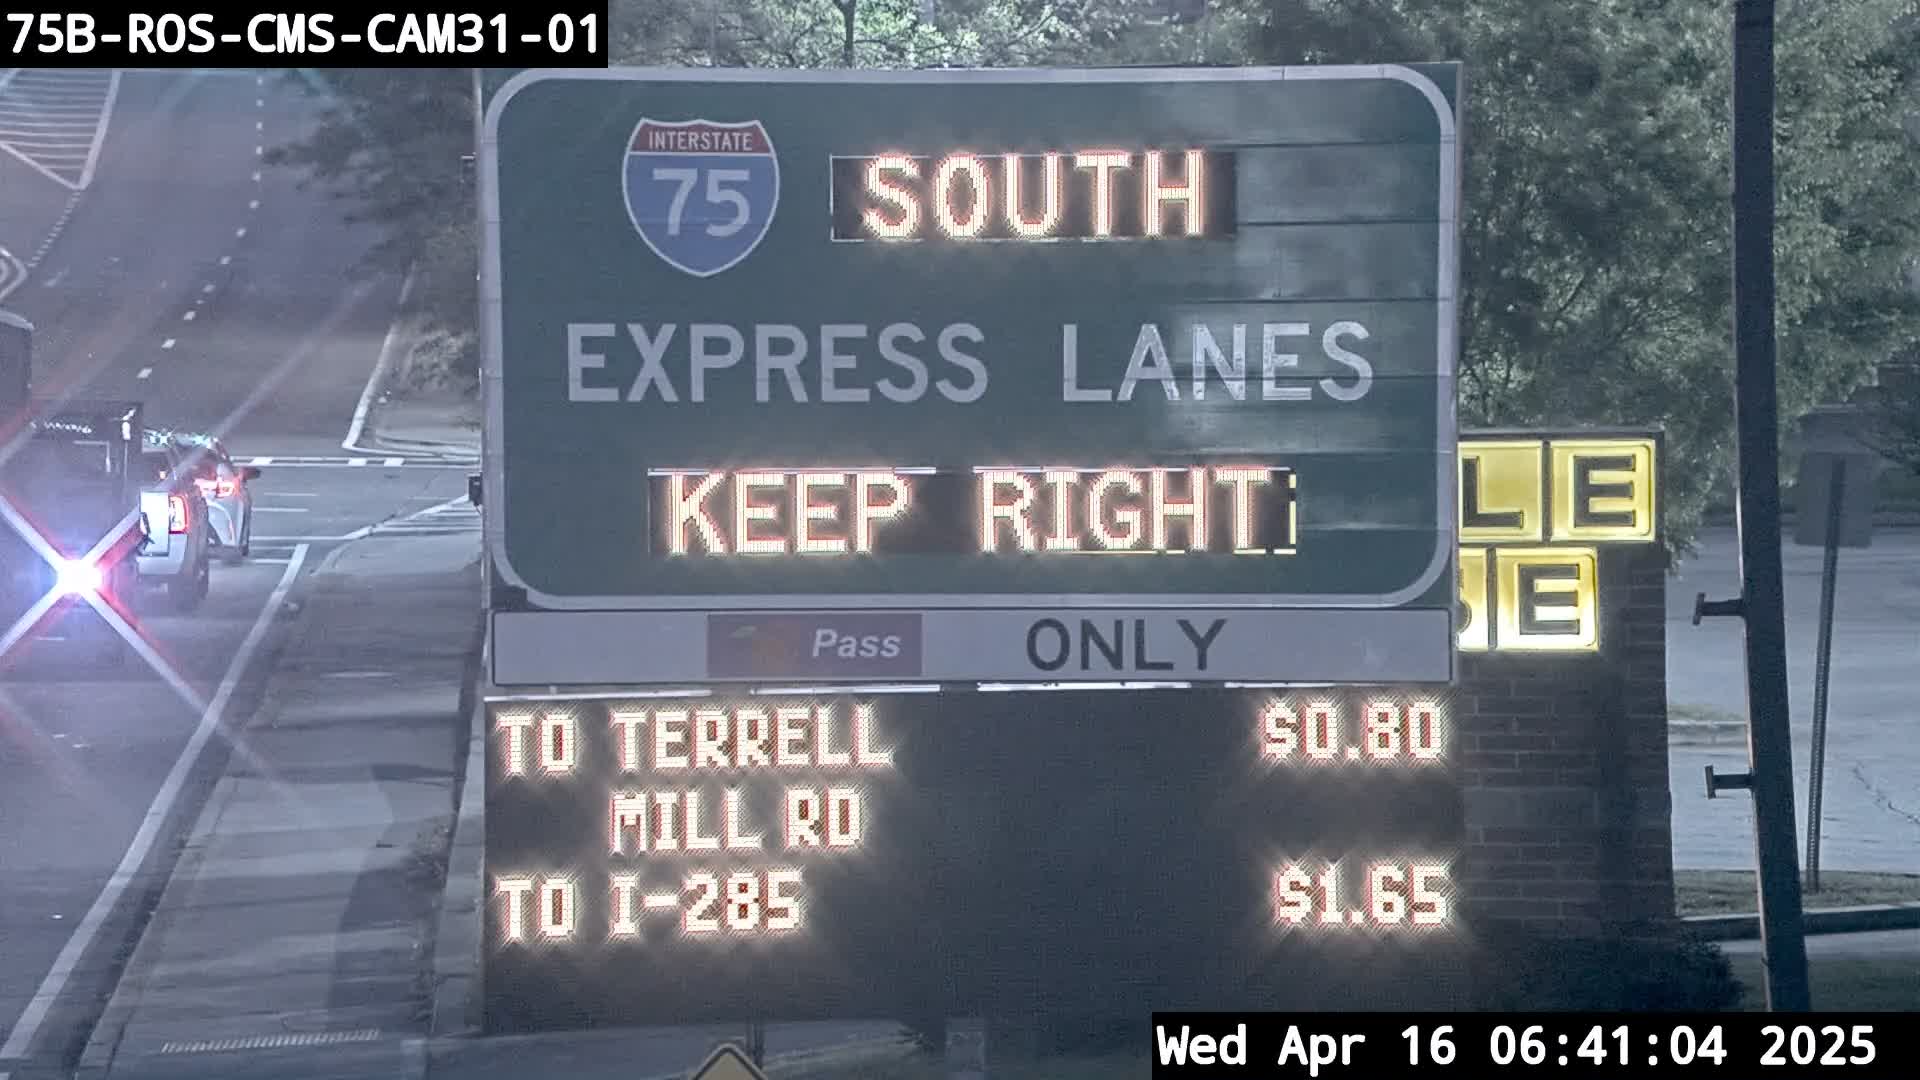 75B-ROS-CMS-CAM31-01
INTERSTATE
75
SOUTH
EXPRESS LANES
KEEP RIGHT
Pass ONLY
TO TERRELL $0.80
MILL RD
TO I-285 $1.65
LE
E
Wed Apr 16 06:41:04 2025